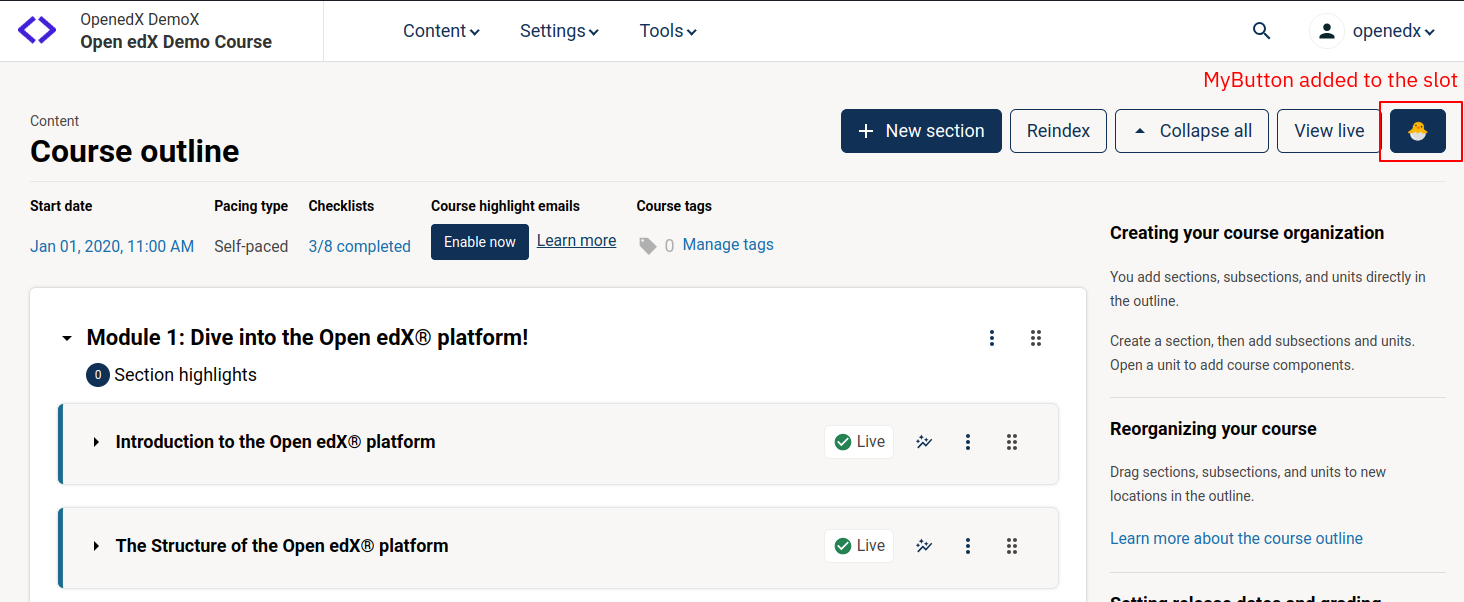 OpenedX DemoX
Open edX Demo Course
Content
Settings
Tools
openedx
MyButton added to the slot
Content
Course outline
New section
Reindex
Collapse all
View live
Start date
Pacing type
Checklists
Course highlight emails
Course tags
Jan 01, 2020, 11:00 AM
Self-paced
3/8 completed
Enable now
Learn more
0
Manage tags
Module 1: Dive into the Open edX® platform!
0 Section highlights
Introduction to the Open edX® platform
Live
The Structure of the Open edX® platform
Live
Creating your course organization
You add sections, subsections, and units directly in
the outline.
Create a section, then add subsections and units.
Open a unit to add course components.
Reorganizing your course
Drag sections, subsections, and units to new
locations in the outline.
Learn more about the course outline
Setting release dates and grading